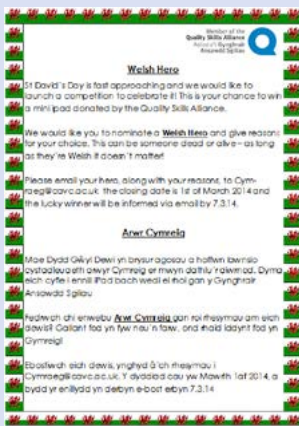 Member of the
Quality Skills Alliance
Aelod o'r Gynghrair
Ansawdd Sgiliau
Welsh Hero
St David's Day is fast approaching and we would like to
launch a competition to celebrate it! This is your chance to win
a mini ipad donated by the Quality Skills Alliance.
We would like you to nominate a Welsh Hero and give reasons
for your choice. This can be someone dead or alive – as long
as they're Welsh it doesn't matter!
Please email your hero, along with your reasons, to Cym-
raeg@cavc.ac.uk the closing date is 1st of March 2014 and
the lucky winner will be informed via email by 7.3.14.
Arwr Cymreig
Mae Dydd Gŵyl Dewi yn brysur agosau a hoffwn lawnsio
cystadleuaeth arwyr Cymreig er mwyn dathlu'r diwrnod. Dyma
eich cyfle i ennill iPad bach wedi ei rhoi gan y Gynghrair
Ansawdd Sgiliau
Fedrwch chi enwebu Arwr Cymreig gan roi rhesymau am eich
dewis? Gallant fod yn fyw neu'n farw, ond rhaid iddynt fod yn
Gymreig!
Ebostiwch eich dewis, ynghyd â'ch rhesymau i
Cymraeg@cavc.ac.uk. Y dyddiad cau yw Mawrth 1af 2014, a
bydd yr enillydd yn derbyn e-bost erbyn 7.3.14